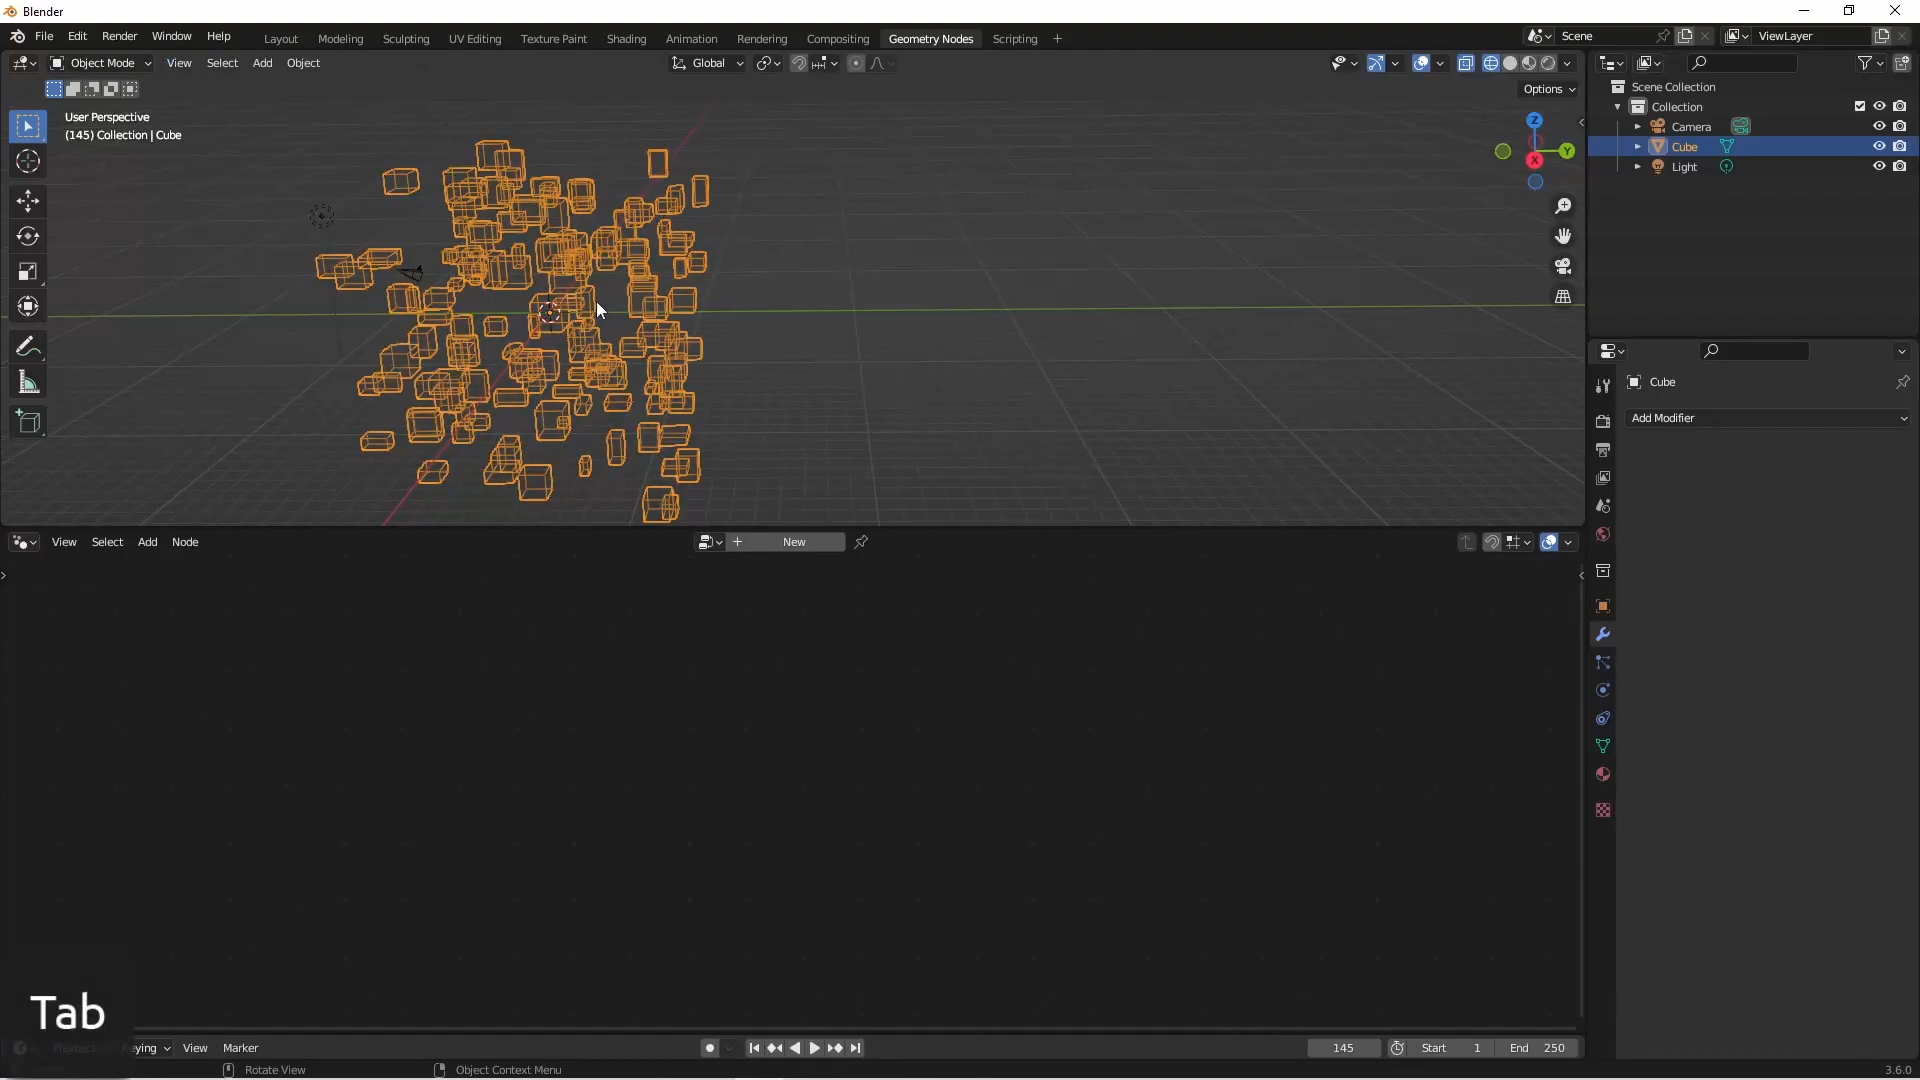 Blender
File Edit Render Window Help Layout Modeling Sculpting UV Editing Texture Paint Shading Animation Rendering Compositing Geometry Nodes Scripting + Scene ViewLayer
Object Mode View Select Add Object Global
Options
User Perspective
(145) Collection | Cube
Z
Y
X
Scene Collection
Collection
Camera
Cube
Light
Cube
Add Modifier
View Select Add Node + New
Tab
Keying View Marker 145 Start 1 End 250
Rotate View Object Context Menu 3.6.0